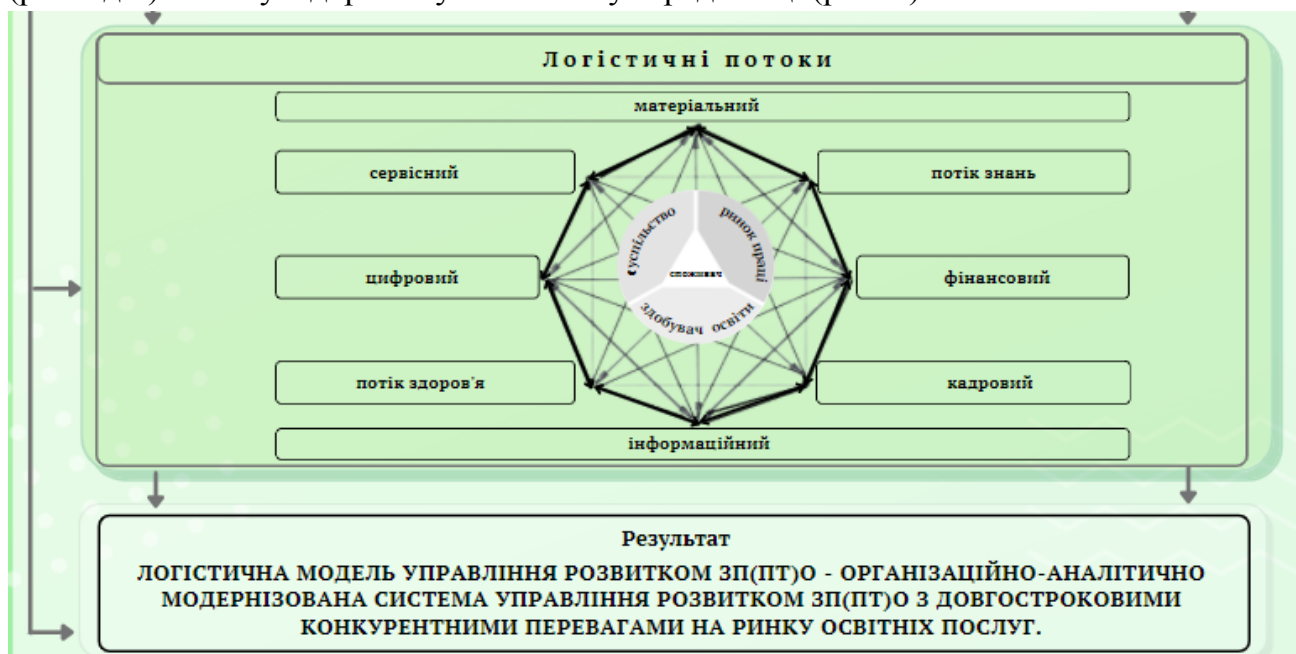 Логістичні потоки
матеріальний
сервісний
потік знань
суспільство
ринок праці
споживач
здобувач освіти
цифровий
фінансовий
потік здоров'я
кадровий
інформаційний
Результат
ЛОГІСТИЧНА МОДЕЛЬ УПРАВЛІННЯ РОЗВИТКОМ ЗП(ПТ)О - ОРГАНІЗАЦІЙНО-АНАЛІТИЧНО
МОДЕРНІЗОВАНА СИСТЕМА УПРАВЛІННЯ РОЗВИТКОМ ЗП(ПТ)О З ДОВГОСТРОКОВИМИ
КОНКУРЕНТНИМИ ПЕРЕВАГАМИ НА РИНКУ ОСВІТНІХ ПОСЛУГ.